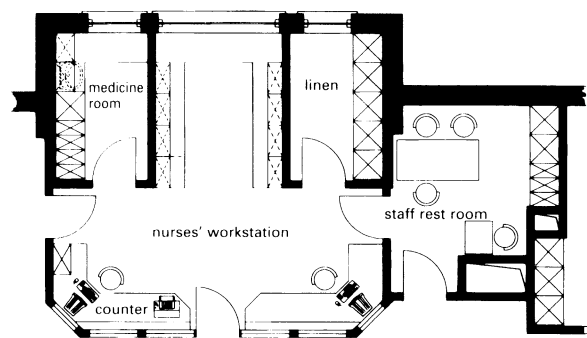 medicine
room
linen
staff rest room
nurses' workstation
counter